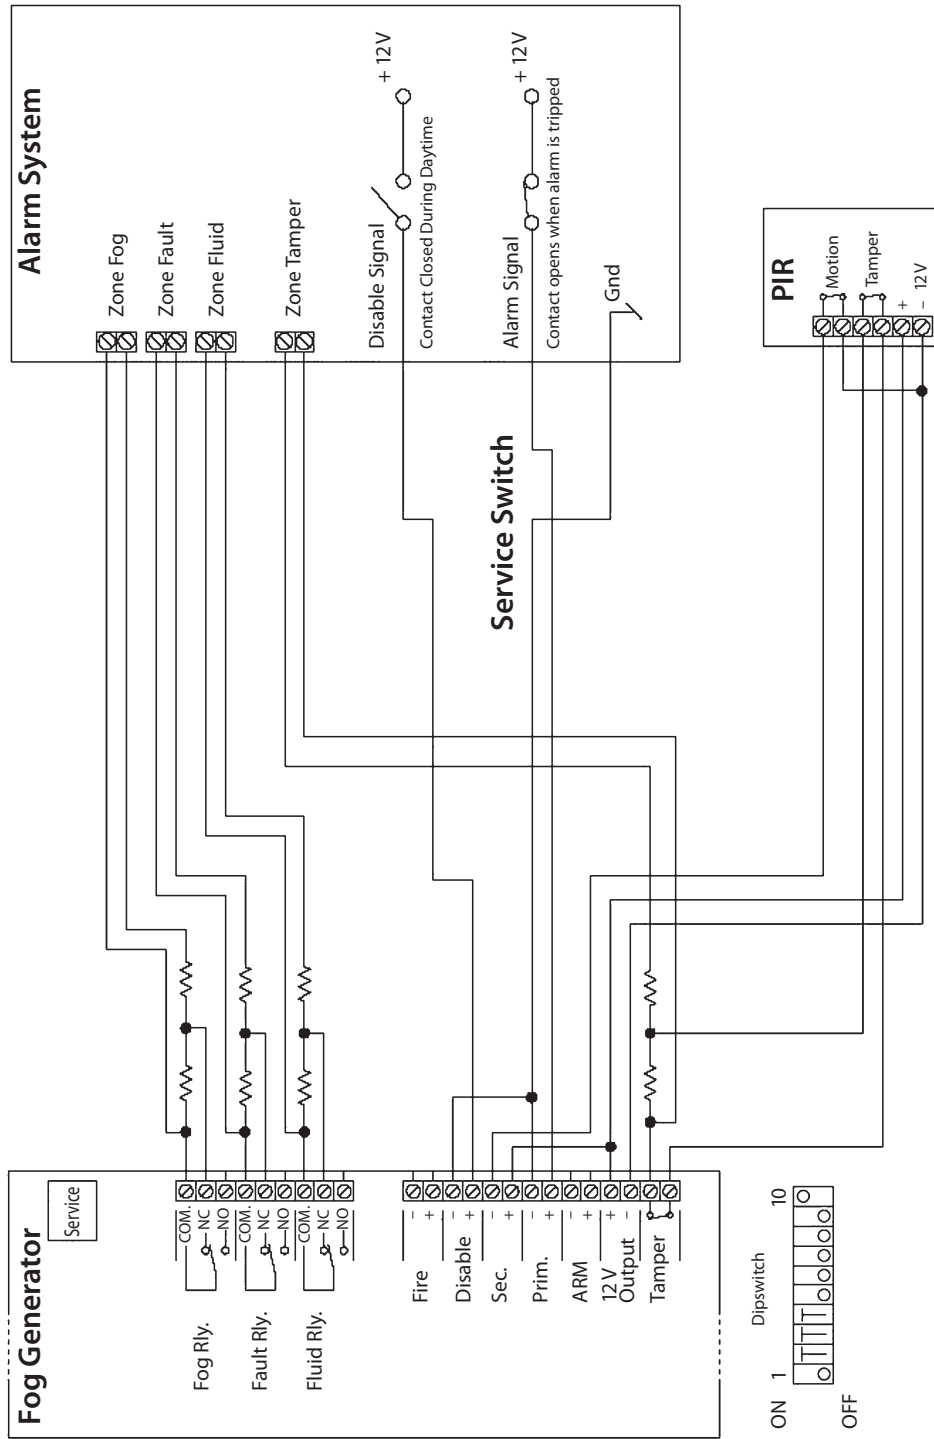 Alarm System
Zone Fog
Zone Fault
Zone Fluid
Zone Tamper
Disable Signal
+ 12 V
Contact Closed During Daytime
Alarm Signal
+ 12 V
Contact opens when alarm is tripped
Gnd
Service Switch
PIR
Motion
Tamper
+
– 12 V
Fog Generator
Service
Fog Rly.
COM.
NC
NO
Fault Rly.
COM.
NC
NO
Fluid Rly.
COM.
NC
NO
Fire
–
+
Disable
–
+
Sec.
–
+
Prim.
–
+
ARM
–
+
12 V
Output
+
–
Tamper
Dipswitch
ON
1
10
OFF